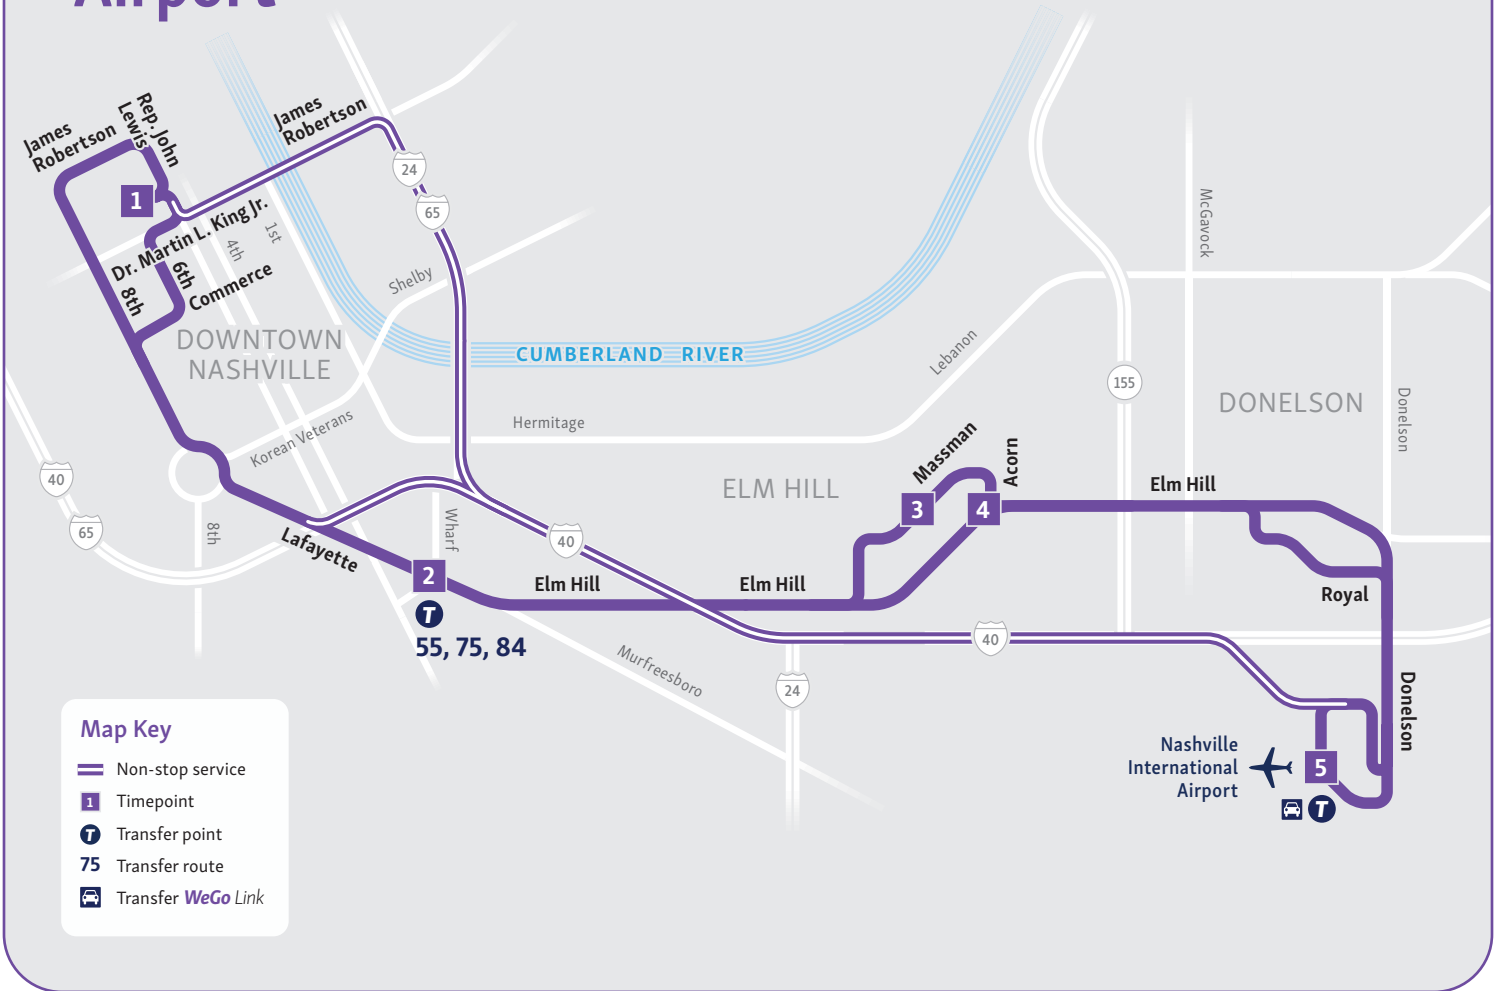 Airport
James
Robertson
Rep. John
Lewis
James
Robertson
24
65
1
Dr. Martin L. King Jr.
1st
4th
6th
8th
Commerce
Shelby
DOWNTOWN
NASHVILLE
CUMBERLAND RIVER
McGavock
Lebanon
155
DONELSON
Donelson
Hermitage
Korean Veterans
40
65
8th
Lafayette
Wharf
40
ELM HILL
Massman
Acorn
3
4
Elm Hill
2
T
55, 75, 84
Elm Hill
Elm Hill
Royal
40
24
Murfreesboro
Donelson
Nashville
International
Airport
5
T
Map Key
Non-stop service
1 Timepoint
T Transfer point
75 Transfer route
Transfer WeGo Link